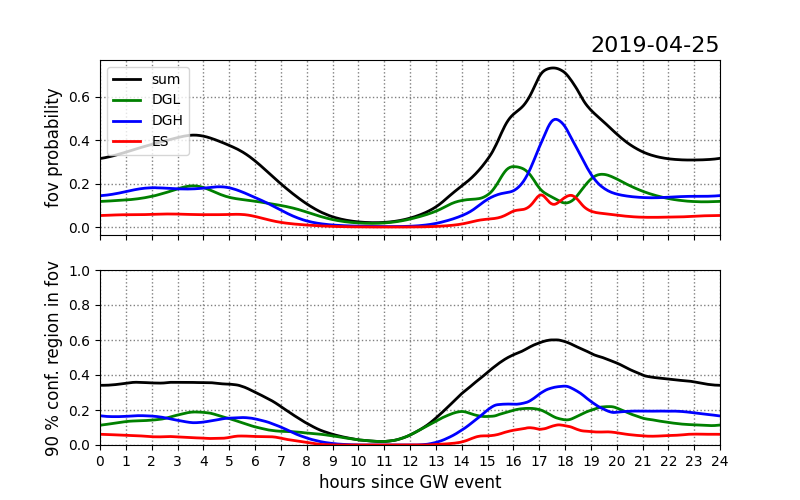 2019-04-25
fov probability
0.6
0.4
0.2
0.0
sum
DGL
DGH
ES
90 % conf. region in fov
1.0
0.8
0.6
0.4
0.2
0.0
0 1 2 3 4 5 6 7 8 9 10 11 12 13 14 15 16 17 18 19 20 21 22 23 24
hours since GW event